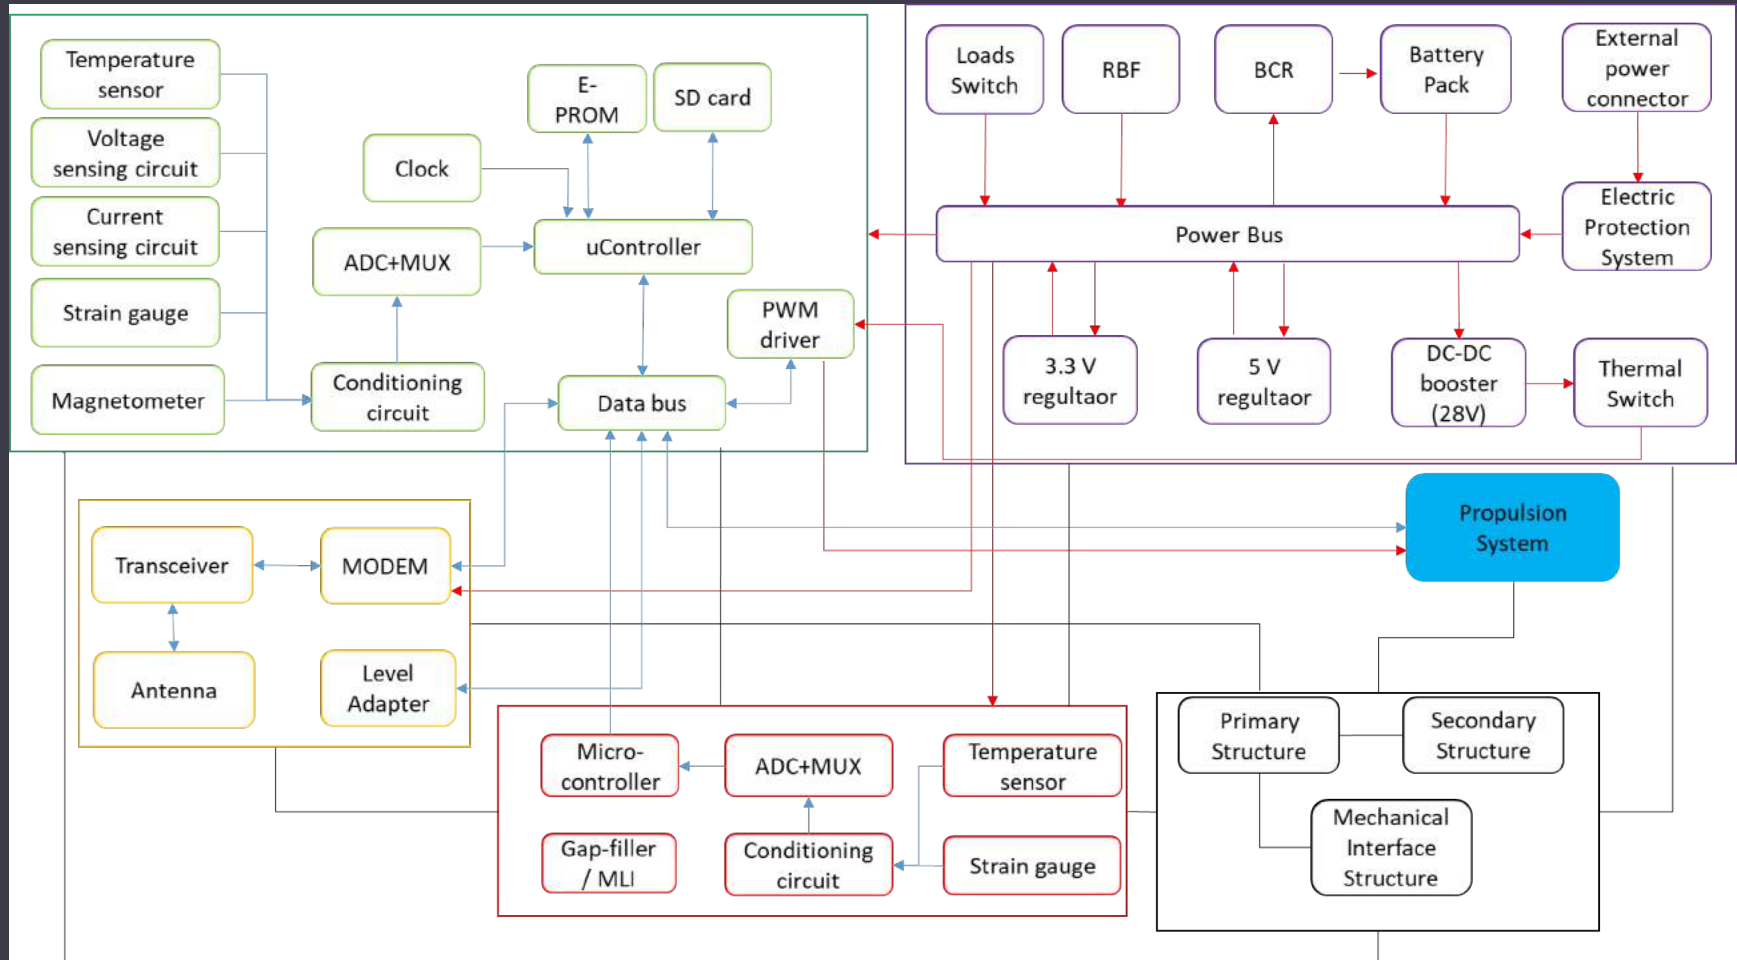 Temperature
sensor
Voltage
sensing circuit
Current
sensing circuit
Strain gauge
Magnetometer
Clock
E-
PROM
SD card
ADC+MUX
uController
Conditioning
circuit
PWM
driver
Data bus
Loads
Switch
RBF
BCR
Battery
Pack
External
power
connector
Power Bus
Electric
Protection
System
3.3 V
regultaor
5 V
regultaor
DC-DC
booster
(28V)
Thermal
Switch
Propulsion
System
Transceiver
MODEM
Antenna
Level
Adapter
Micro-
controller
ADC+MUX
Temperature
sensor
Gap-filler
/ MLI
Conditioning
circuit
Strain gauge
Primary
Structure
Secondary
Structure
Mechanical
Interface
Structure